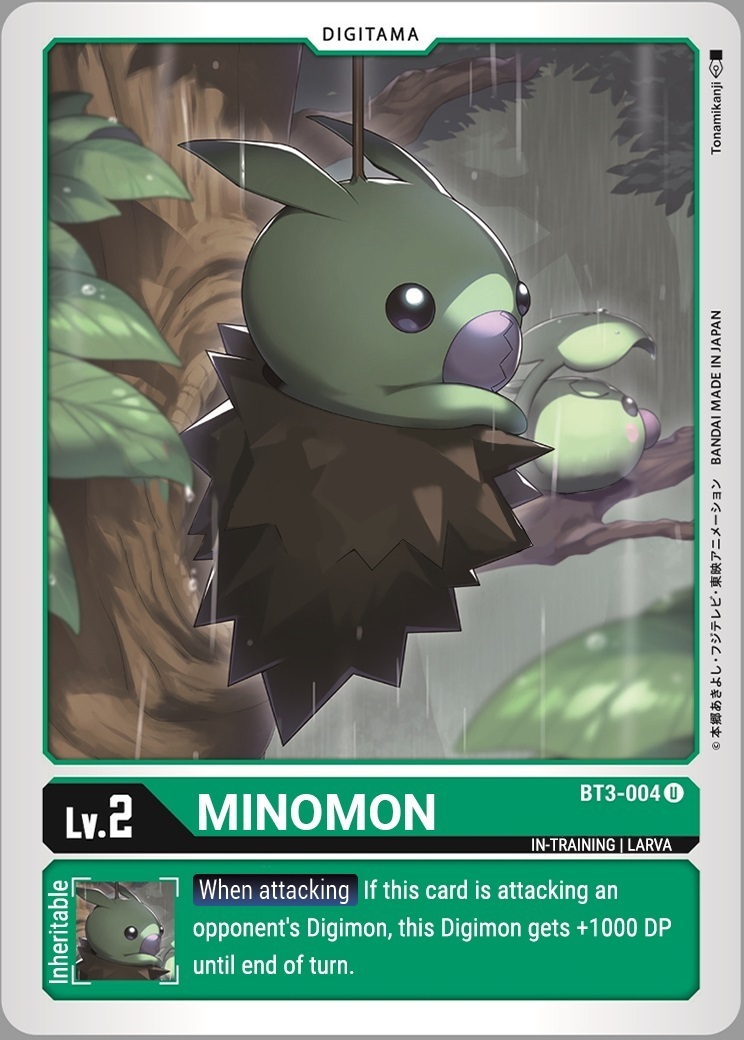 DIGITAMA
Tonamikanji
BANDAI MADE IN JAPAN
© 本郷あきよし・フジテレビ・東映アニメーション
Lv.2
MINOMON
BT3-004 U
IN-TRAINING | LARVA
Inheritable
When attacking If this card is attacking an
opponent's Digimon, this Digimon gets +1000 DP
until end of turn.